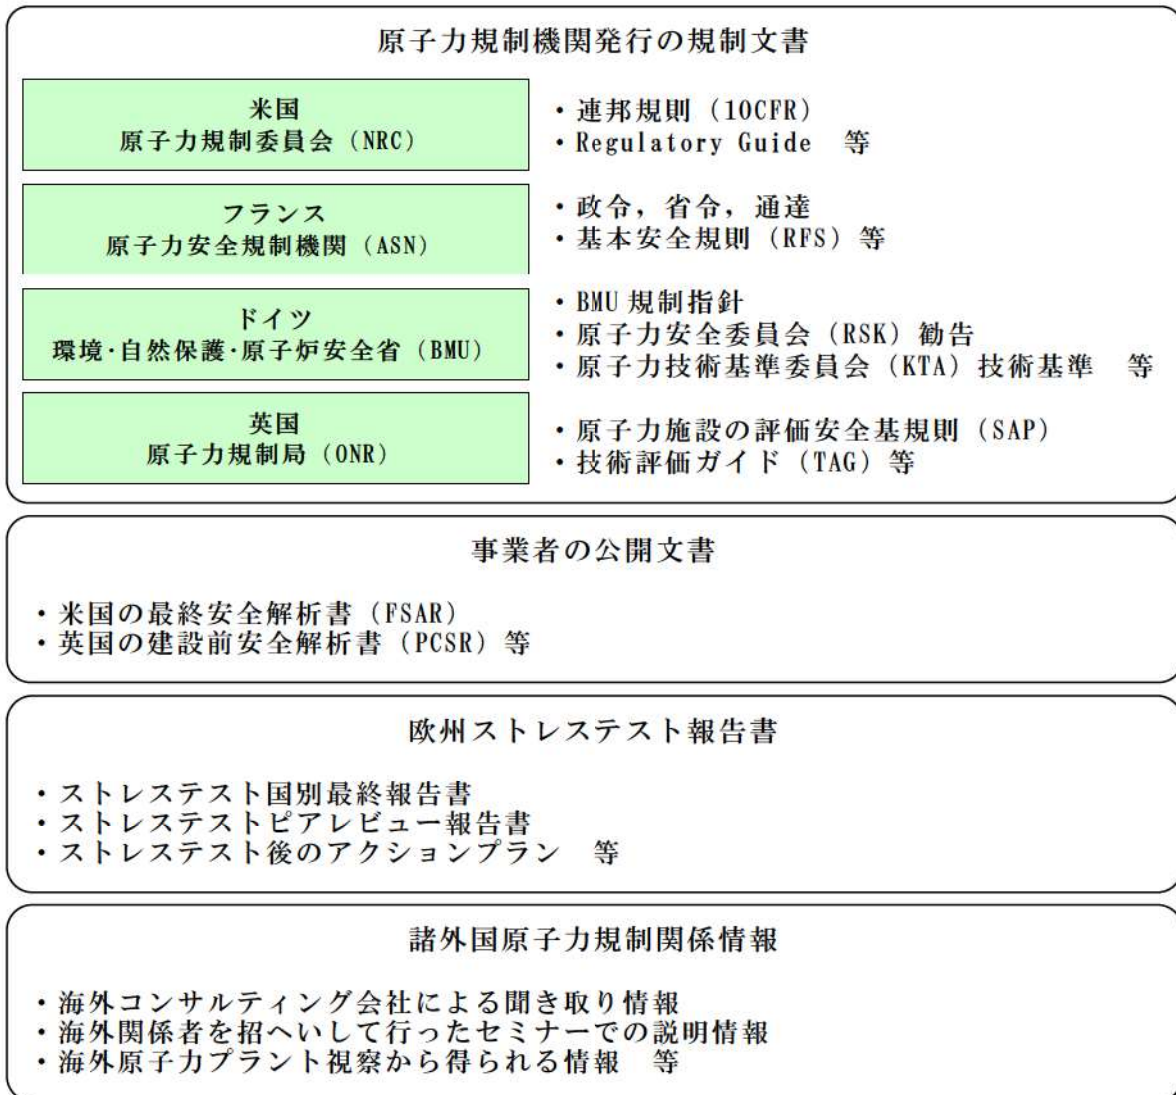 原子力規制機関発行の規制文書
米国
原子力規制委員会（NRC）
・連邦規則（10CFR）
・Regulatory Guide　等
フランス
原子力安全規制機関（ASN）
・政令，省令，通達
・基本安全規則（RFS）等
ドイツ
環境･自然保護･原子炉安全省（BMU）
・BMU 規制指針
・原子力安全委員会（RSK）勧告
・原子力技術基準委員会（KTA）技術基準　等
英国
原子力規制局（ONR）
・原子力施設の評価安全基規則（SAP）
・技術評価ガイド（TAG）等
事業者の公開文書
・米国の最終安全解析書（FSAR）
・英国の建設前安全解析書（PCSR）等
欧州ストレステスト報告書
・ストレステスト国別最終報告書
・ストレステストピアレビュー報告書
・ストレステスト後のアクションプラン　等
諸外国原子力規制関係情報
・海外コンサルティング会社による聞き取り情報
・海外関係者を招へいして行ったセミナーでの説明情報
・海外原子力プラント視察から得られる情報　等